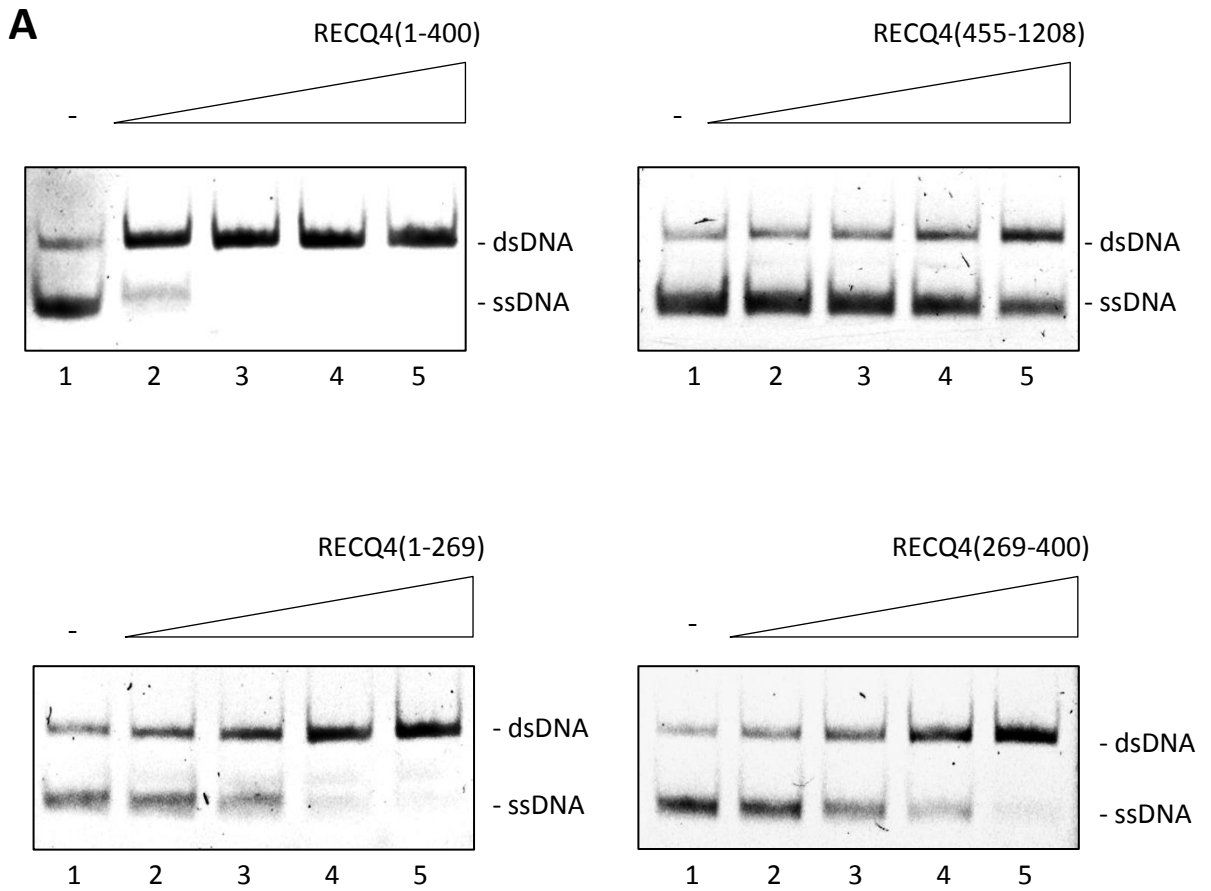 A
RECQ4(1-400)
-
- dsDNA
- ssDNA
1 2 3 4 5
RECQ4(455-1208)
-
- dsDNA
- ssDNA
1 2 3 4 5
RECQ4(1-269)
-
- dsDNA
- ssDNA
1 2 3 4 5
RECQ4(269-400)
-
- dsDNA
- ssDNA
1 2 3 4 5